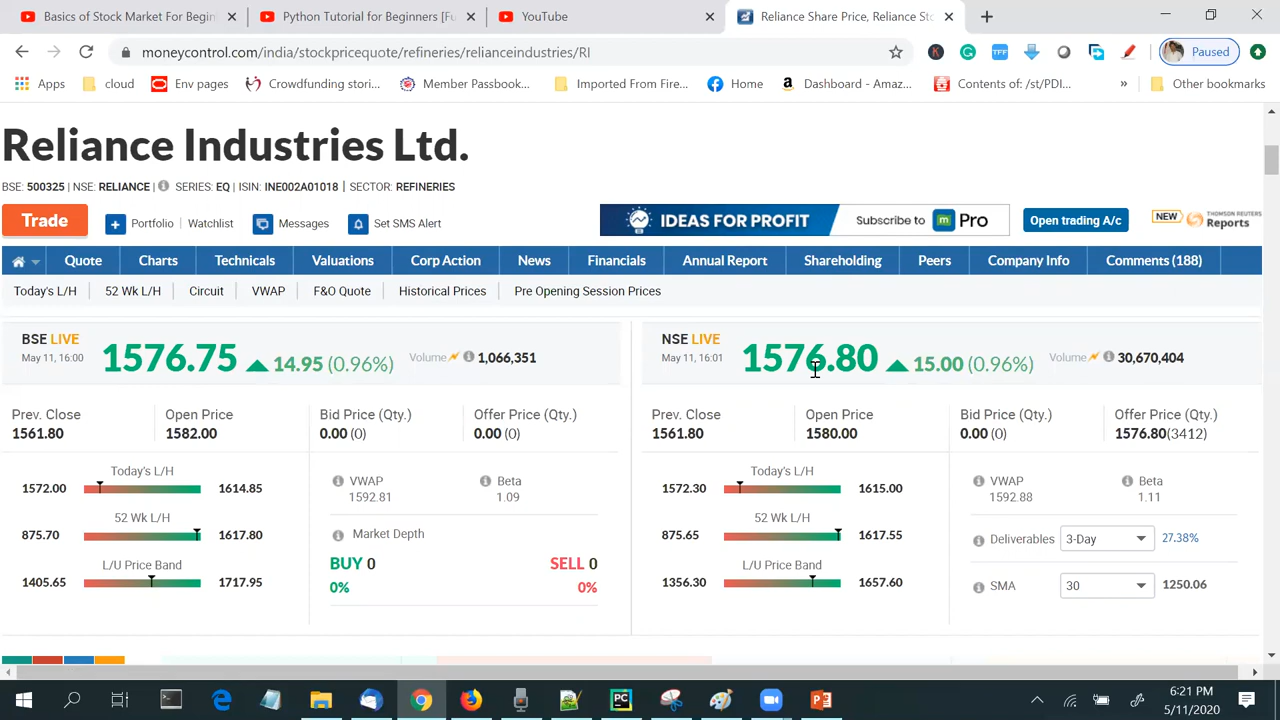 Basics of Stock Market For Begin
Python Tutorial for Beginners [Fu
YouTube
Reliance Share Price, Reliance Sto
moneycontrol.com/india/stockpricequote/refineries/relianceindustries/RI
K
G
TFF
Paused
Apps
cloud
Env pages
Crowdfunding stori...
Member Passbook...
Imported From Fire...
Home
Dashboard - Amaz...
Contents of: /st/PDI...
»
Other bookmarks
Reliance Industries Ltd.
BSE: 500325 | NSE: RELIANCE | SERIES: EQ | ISIN: INE002A01018 | SECTOR: REFINERIES
Trade
Portfolio | Watchlist
Messages
Set SMS Alert
IDEAS FOR PROFIT
Subscribe to m Pro
Open trading A/c
NEW
THOMSON REUTERS
Reports
Quote
Charts
Technicals
Valuations
Corp Action
News
Financials
Annual Report
Shareholding
Peers
Company Info
Comments (188)
Today's L/H
52 Wk L/H
Circuit
VWAP
F&O Quote
Historical Prices
Pre Opening Session Prices
BSE LIVE
May 11, 16:00
1576.75
14.95 (0.96%)
Volume
1,066,351
Prev. Close
1561.80
Open Price
1582.00
Bid Price (Qty.)
0.00 (0)
Offer Price (Qty.)
0.00 (0)
Today's L/H
1572.00
1614.85
52 Wk L/H
875.70
1617.80
L/U Price Band
1405.65
1717.95
VWAP
1592.81
Beta
1.09
Market Depth
BUY 0
SELL 0
0%
0%
NSE LIVE
May 11, 16:01
1576.80
15.00 (0.96%)
Volume
30,670,404
Prev. Close
1561.80
Open Price
1580.00
Bid Price (Qty.)
0.00 (0)
Offer Price (Qty.)
1576.80(3412)
Today's L/H
1572.30
1615.00
52 Wk L/H
875.65
1617.55
L/U Price Band
1356.30
1657.60
VWAP
1592.88
Beta
1.11
Deliverables
3-Day
27.38%
SMA
30
1250.06
PC
6:21 PM
5/11/2020